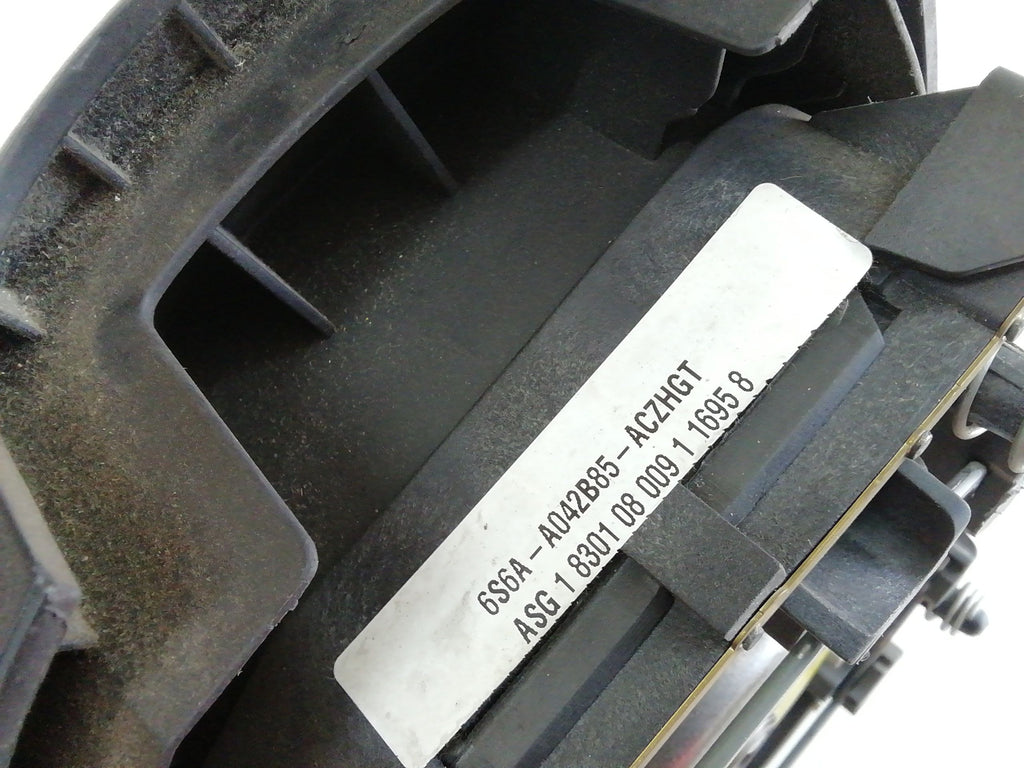 6S6A - A042B85 - ACZHGT
ASG 1 8301 08 009 1 1695 8